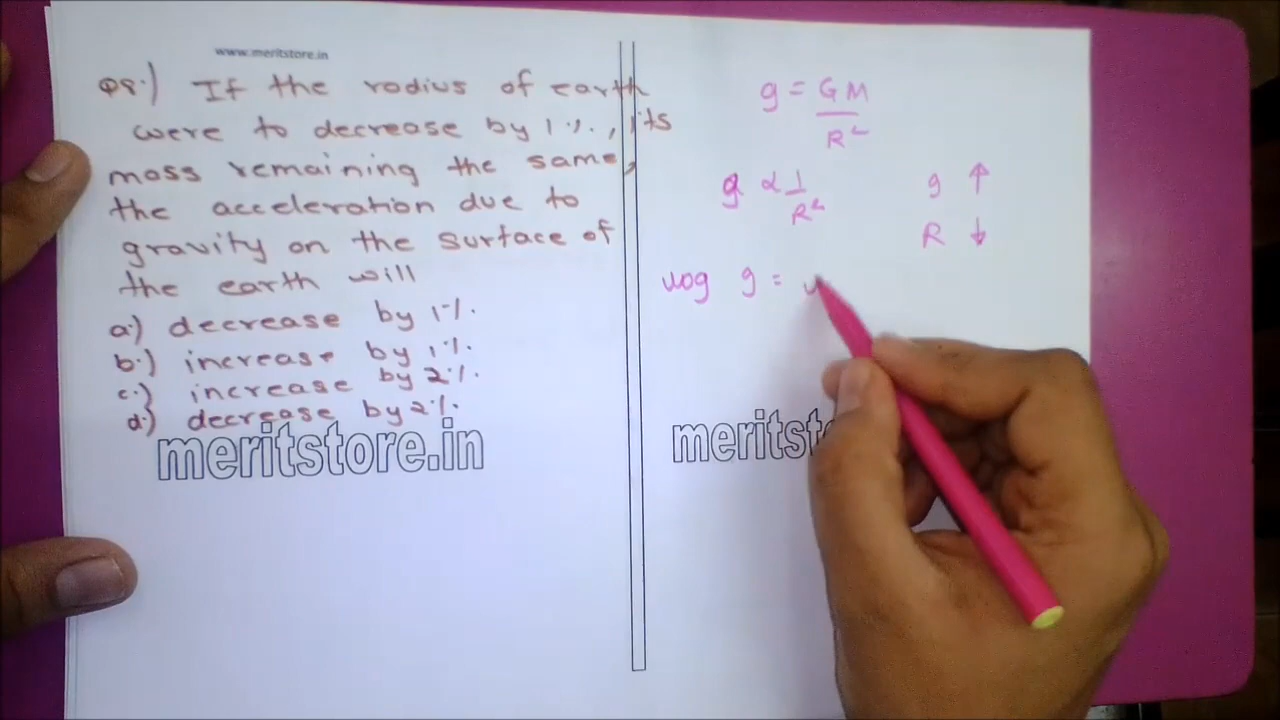 www.meritstore.in
Q8.) If the radius of earth
were to decrease by 1%., its
mass remaining the same,
the acceleration due to
gravity on the surface of
the earth will
a.) decrease by 1%.
b.) increase by 1%.
c.) increase by 2%.
d.) decrease by 2%.
meritstore.in
g = GM
R²
g ∝ 1
R²
g ↑
R ↓
log g =
meritst